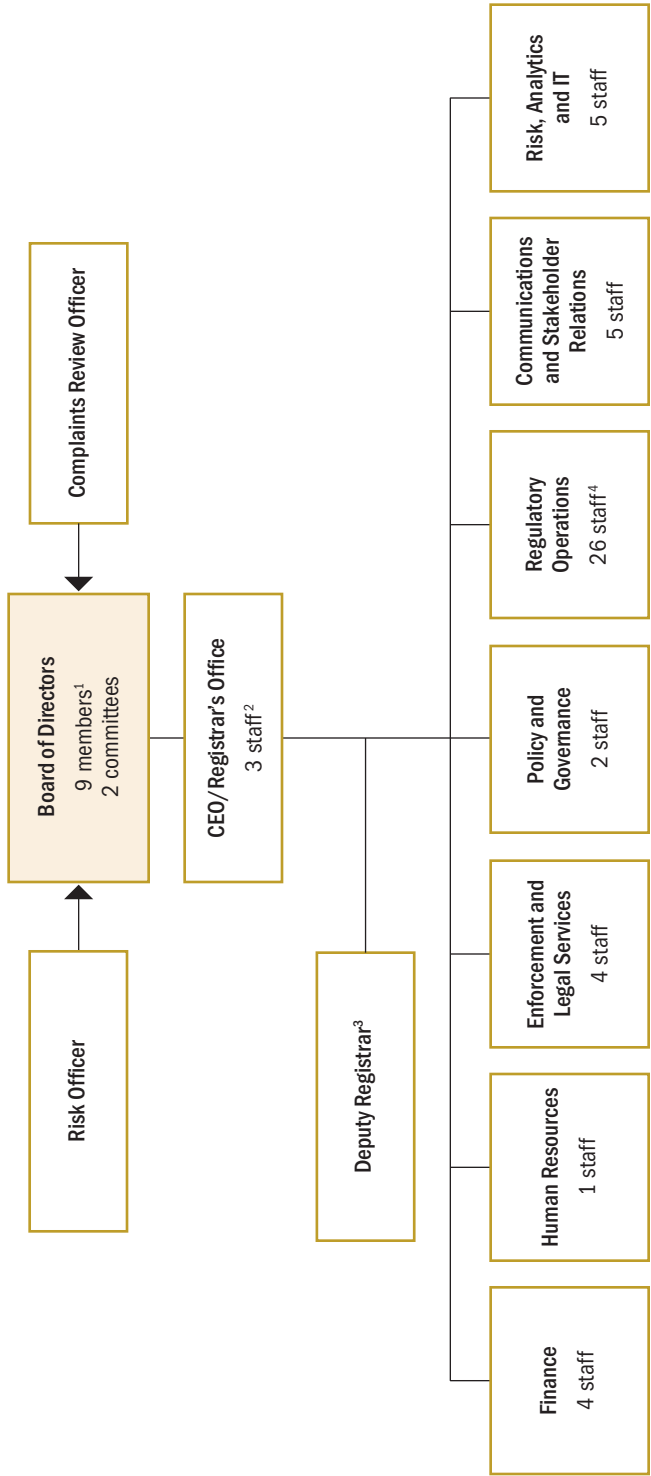 Risk Officer
Board of Directors
9 members¹
2 committees
Complaints Review Officer
CEO/Registrar's Office
3 staff²
Deputy Registrar³
Finance
4 staff
Human Resources
1 staff
Enforcement and
Legal Services
4 staff
Policy and
Governance
2 staff
Regulatory
Operations
26 staff⁴
Communications
and Stakeholder
Relations
5 staff
Risk, Analytics
and IT
5 staff